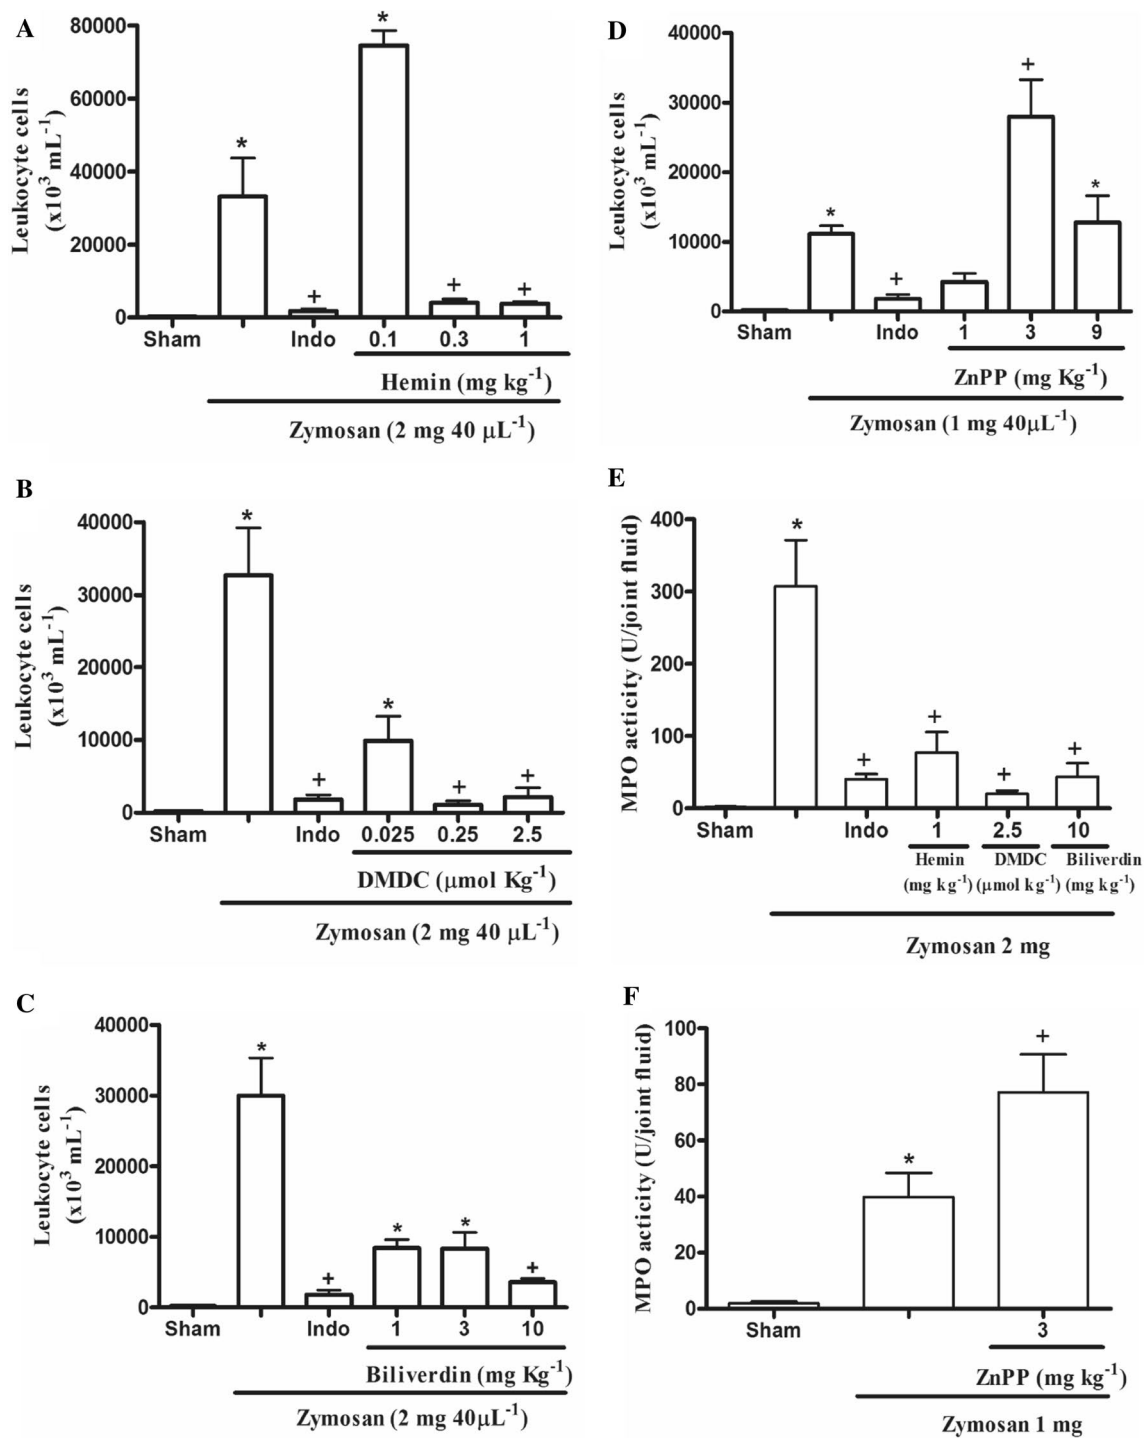 A
Leukocyte cells
(x10³ mL⁻¹)
80000
60000
40000
20000
0
*
*
+
+
+
Sham Indo 0.1 0.3 1
Hemin (mg kg⁻¹)
Zymosan (2 mg 40 μL⁻¹)
B
Leukocyte cells
(x10³ mL⁻¹)
40000
30000
20000
10000
0
*
+
*
+
+
Sham Indo 0.025 0.25 2.5
DMDC (μmol Kg⁻¹)
Zymosan (2 mg 40 μL⁻¹)
C
Leukocyte cells
(x10³ mL⁻¹)
40000
30000
20000
10000
0
*
+
*
*
+
Sham Indo 1 3 10
Biliverdin (mg Kg⁻¹)
Zymosan (2 mg 40μL⁻¹)
D
Leukocyte cells
(x10³ mL⁻¹)
40000
30000
20000
10000
0
*
+
+
*
Sham Indo 1 3 9
ZnPP (mg Kg⁻¹)
Zymosan (1 mg 40μL⁻¹)
E
MPO acticity (U/joint fluid)
400
300
200
100
0
*
+
+
+
+
Sham Indo 1 2.5 10
Hemin DMDC Biliverdin
(mg kg⁻¹) (μmol kg⁻¹) (mg kg⁻¹)
Zymosan 2 mg
F
MPO acticity (U/joint fluid)
100
80
60
40
20
0
*
+
Sham 3
ZnPP (mg kg⁻¹)
Zymosan 1 mg